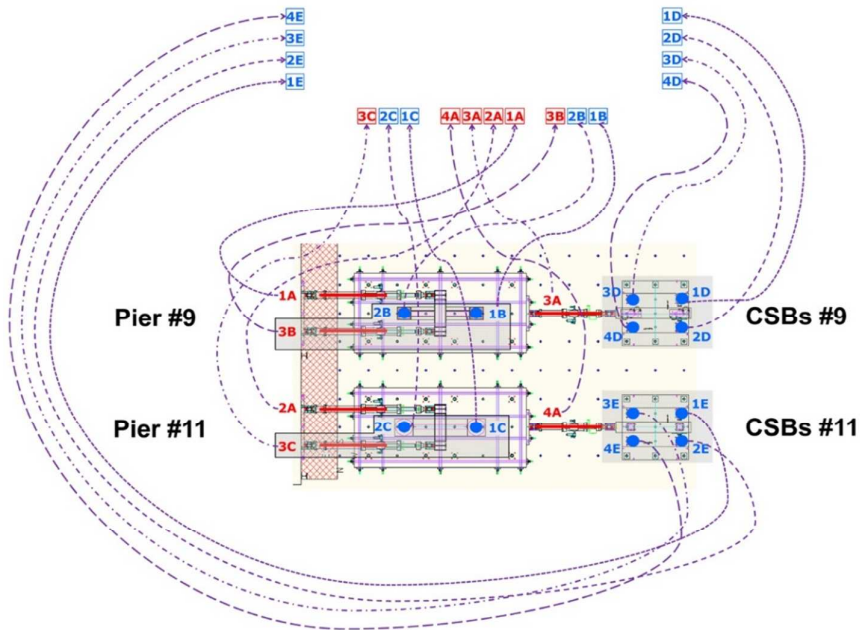 4E 1D
3E 2D
2E 3D
1E 4D
3C 2C 1C 4A 3A 2A 1A 3B 2B 1B
1A 3A 3D 1D
Pier #9 2B 1B CSBs #9
3B 4D 2D
2A 4A 3E 1E
Pier #11 2C 1C CSBs #11
3C 4E 2E